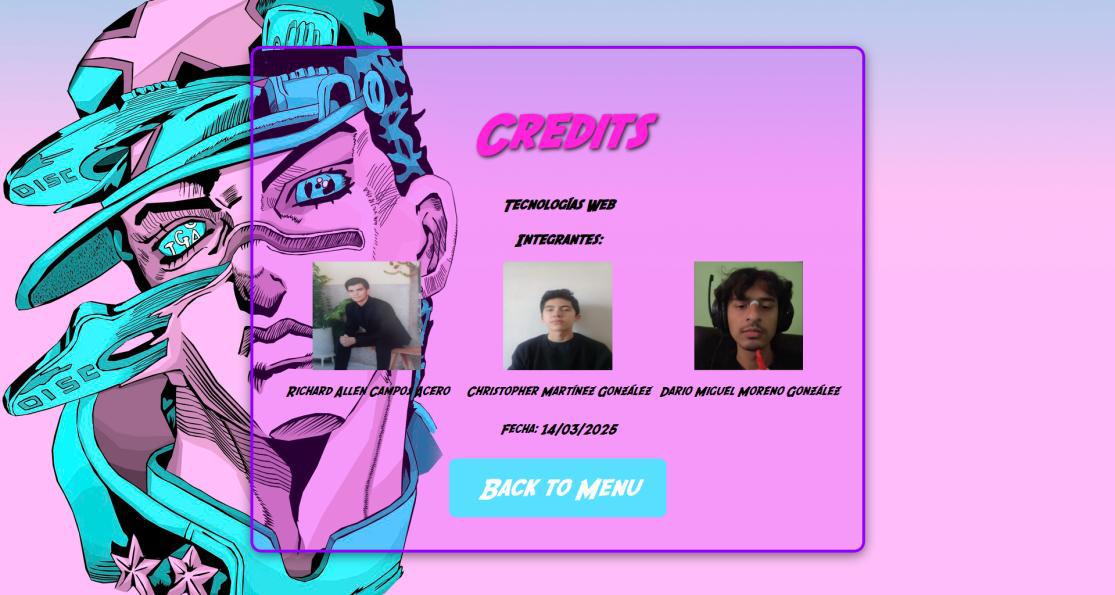 CREDITS
TECNOLOGÍAS WEB
INTEGRANTES:
DISC
DISC
RICHARD ALLEN CAMPOS ACERO
CHRISTOPHER MARTÍNEZ GONZÁLEZ
DARIO MIGUEL MORENO GONZÁLEZ
FECHA: 14/03/2025
BACK TO MENU